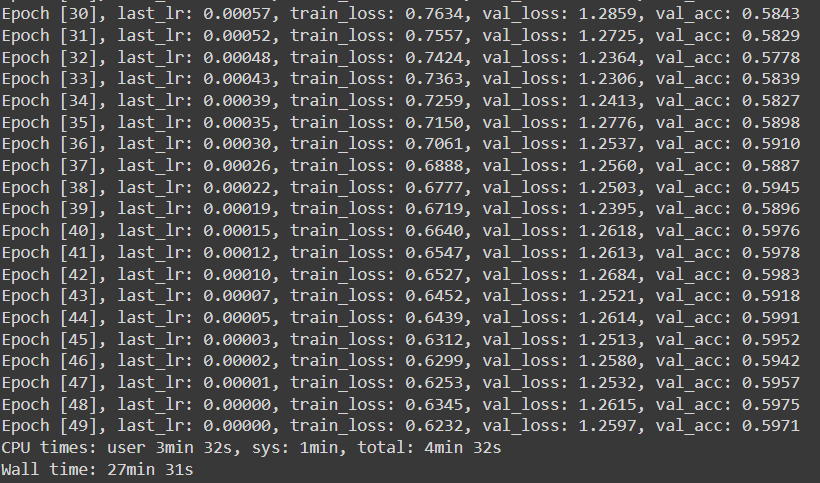 Epoch [30], last_lr: 0.00057, train_loss: 0.7634, val_loss: 1.2859, val_acc: 0.5843
Epoch [31], last_lr: 0.00052, train_loss: 0.7557, val_loss: 1.2725, val_acc: 0.5829
Epoch [32], last_lr: 0.00048, train_loss: 0.7424, val_loss: 1.2364, val_acc: 0.5778
Epoch [33], last_lr: 0.00043, train_loss: 0.7363, val_loss: 1.2306, val_acc: 0.5839
Epoch [34], last_lr: 0.00039, train_loss: 0.7259, val_loss: 1.2413, val_acc: 0.5827
Epoch [35], last_lr: 0.00035, train_loss: 0.7150, val_loss: 1.2776, val_acc: 0.5898
Epoch [36], last_lr: 0.00030, train_loss: 0.7061, val_loss: 1.2537, val_acc: 0.5910
Epoch [37], last_lr: 0.00026, train_loss: 0.6888, val_loss: 1.2560, val_acc: 0.5887
Epoch [38], last_lr: 0.00022, train_loss: 0.6777, val_loss: 1.2503, val_acc: 0.5945
Epoch [39], last_lr: 0.00019, train_loss: 0.6719, val_loss: 1.2395, val_acc: 0.5896
Epoch [40], last_lr: 0.00015, train_loss: 0.6640, val_loss: 1.2618, val_acc: 0.5976
Epoch [41], last_lr: 0.00012, train_loss: 0.6547, val_loss: 1.2613, val_acc: 0.5978
Epoch [42], last_lr: 0.00010, train_loss: 0.6527, val_loss: 1.2684, val_acc: 0.5983
Epoch [43], last_lr: 0.00007, train_loss: 0.6452, val_loss: 1.2521, val_acc: 0.5918
Epoch [44], last_lr: 0.00005, train_loss: 0.6439, val_loss: 1.2614, val_acc: 0.5991
Epoch [45], last_lr: 0.00003, train_loss: 0.6312, val_loss: 1.2513, val_acc: 0.5952
Epoch [46], last_lr: 0.00002, train_loss: 0.6299, val_loss: 1.2580, val_acc: 0.5942
Epoch [47], last_lr: 0.00001, train_loss: 0.6253, val_loss: 1.2532, val_acc: 0.5957
Epoch [48], last_lr: 0.00000, train_loss: 0.6345, val_loss: 1.2615, val_acc: 0.5975
Epoch [49], last_lr: 0.00000, train_loss: 0.6232, val_loss: 1.2597, val_acc: 0.5971
CPU times: user 3min 32s, sys: 1min, total: 4min 32s
Wall time: 27min 31s